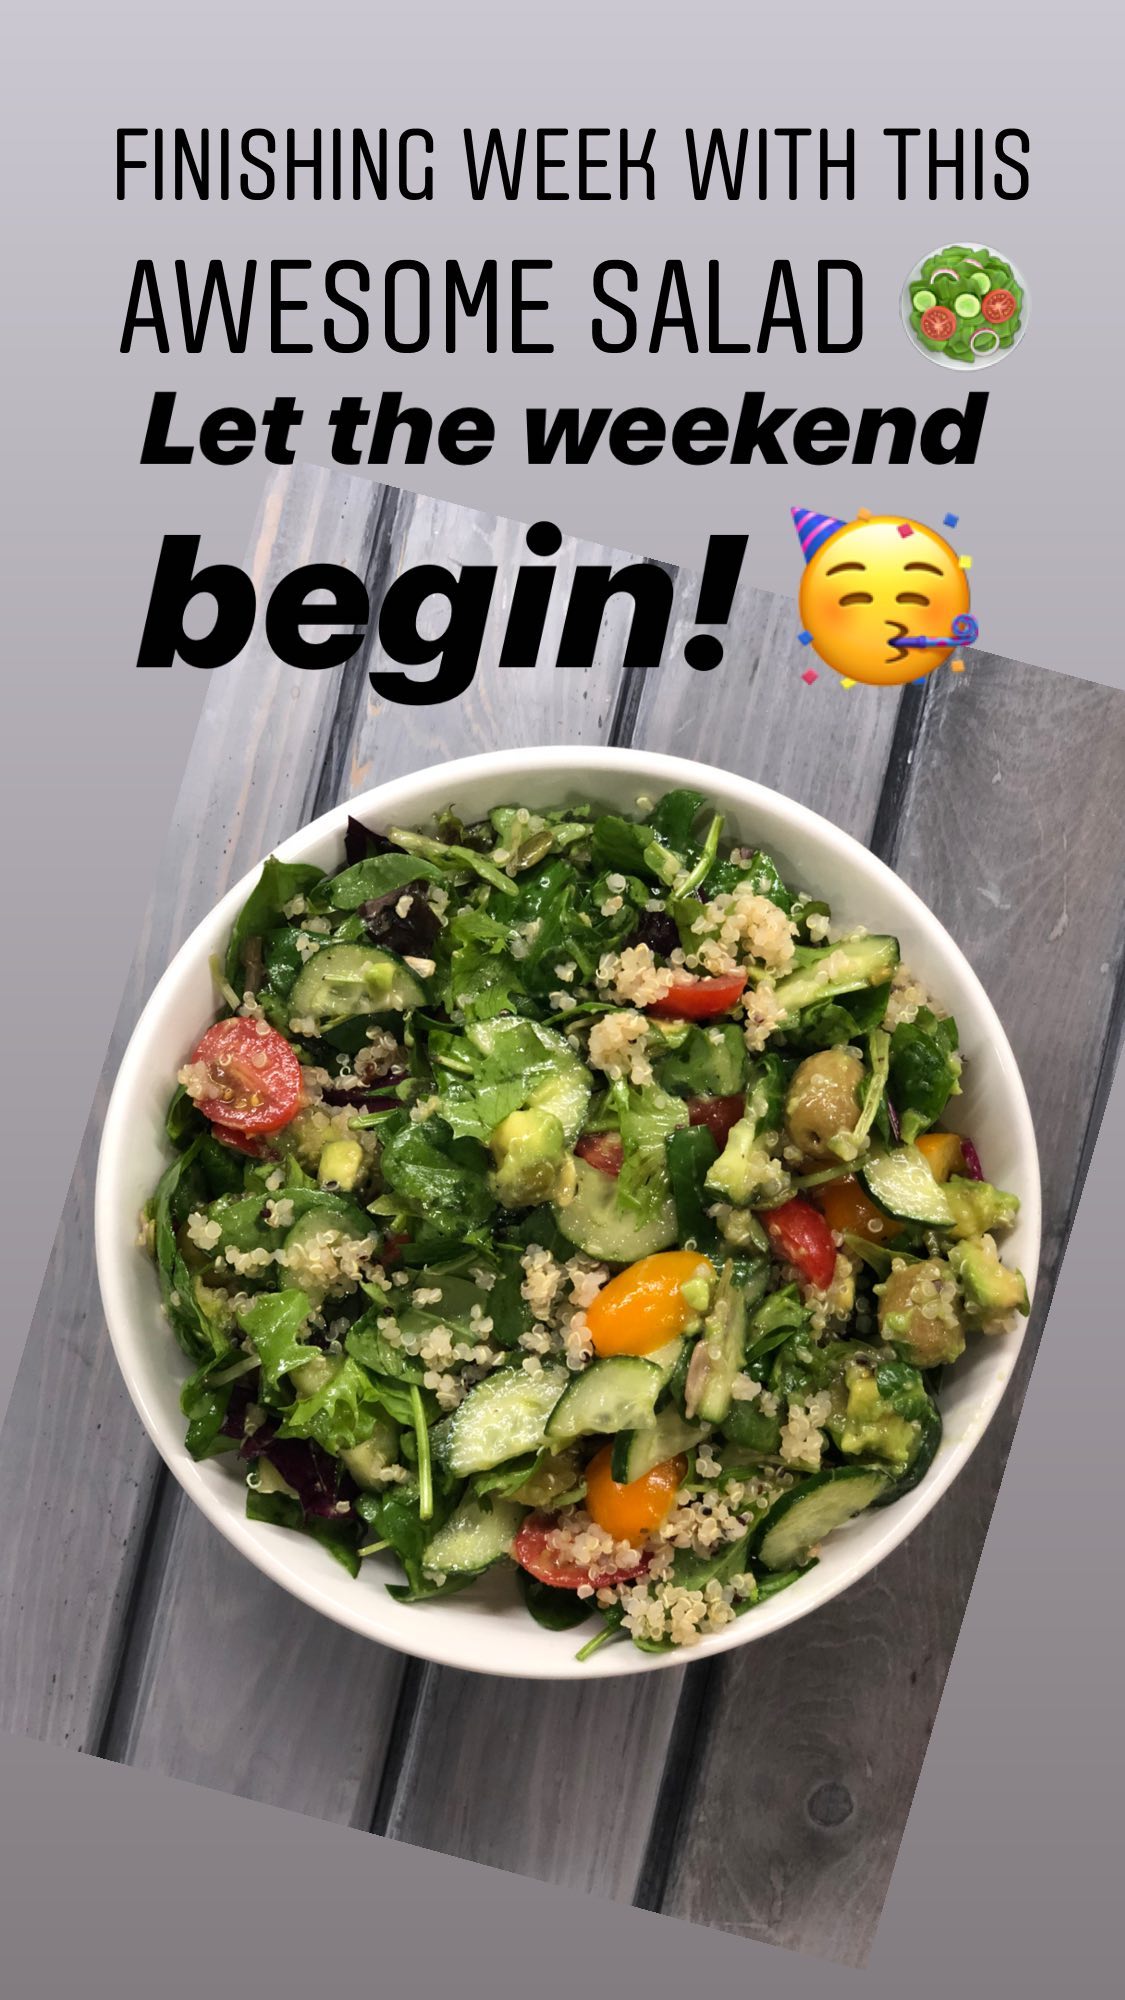 FINISHING WEEK WITH THIS
AWESOME SALAD 🥗
Let the weekend
begin! 🥳